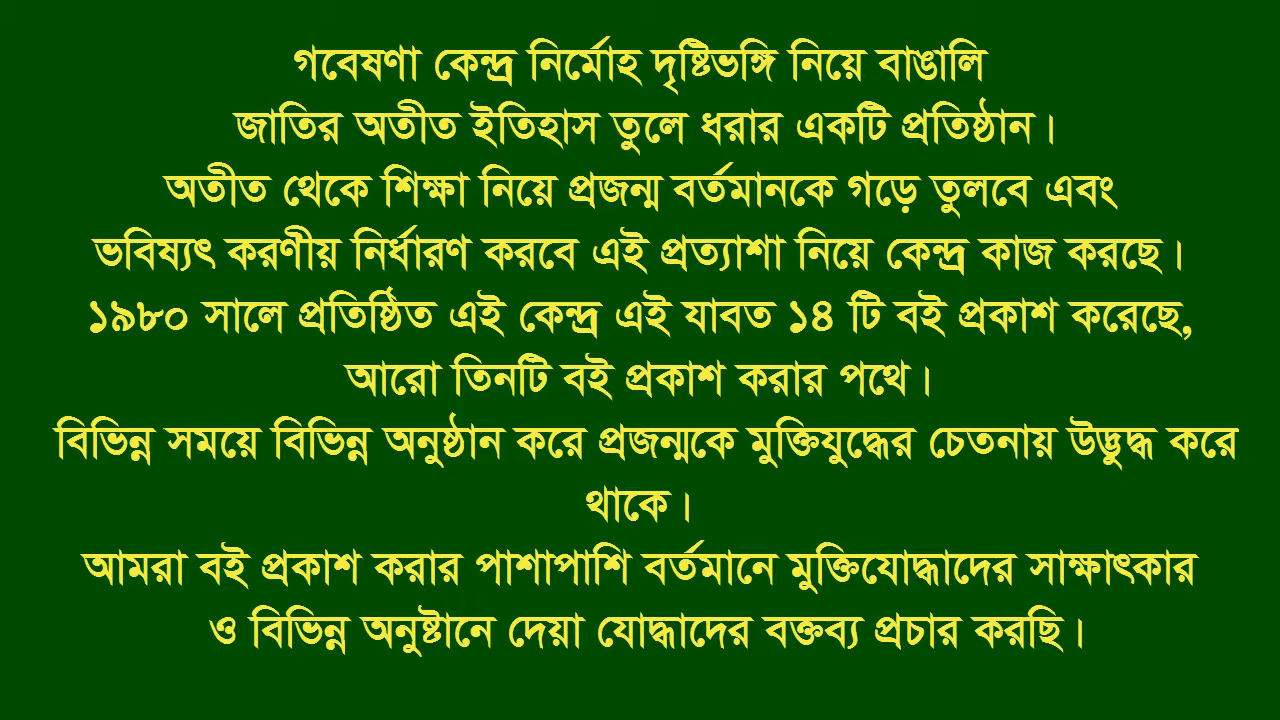 গবেষণা কেন্দ্র নির্মোহ দৃষ্টিভঙ্গি নিয়ে বাঙালি
জাতির অতীত ইতিহাস তুলে ধরার একটি প্রতিষ্ঠান।
অতীত থেকে শিক্ষা নিয়ে প্রজন্ম বর্তমানকে গড়ে তুলবে এবং
ভবিষ্যৎ করণীয় নির্ধারণ করবে এই প্রত্যাশা নিয়ে কেন্দ্র কাজ করছে।
১৯৮০ সালে প্রতিষ্ঠিত এই কেন্দ্র এই যাবত ১৪ টি বই প্রকাশ করেছে,
আরো তিনটি বই প্রকাশ করার পথে।
বিভিন্ন সময়ে বিভিন্ন অনুষ্ঠান করে প্রজন্মকে মুক্তিযুদ্ধের চেতনায় উদ্ভুদ্ধ করে
থাকে।
আমরা বই প্রকাশ করার পাশাপাশি বর্তমানে মুক্তিযোদ্ধাদের সাক্ষাৎকার
ও বিভিন্ন অনুষ্টানে দেয়া যোদ্ধাদের বক্তব্য প্রচার করছি।